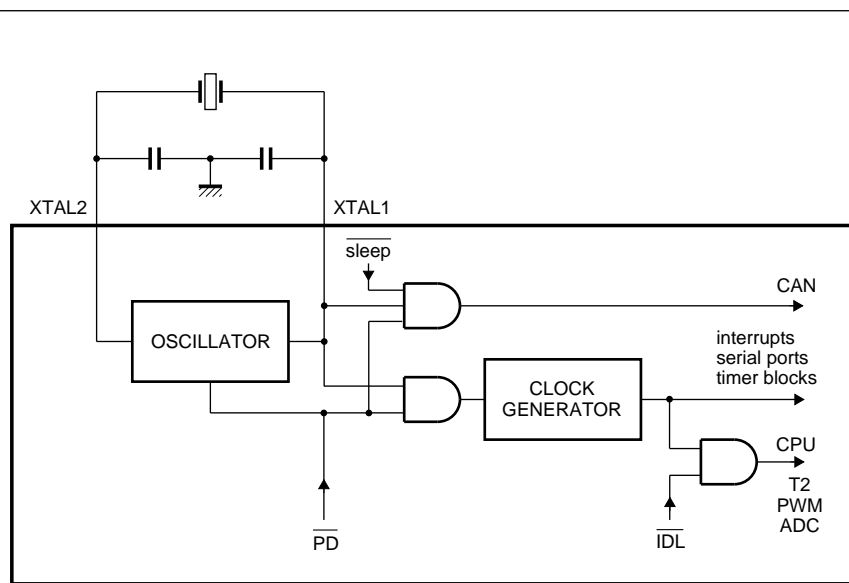 XTAL2
XTAL1
sleep
CAN
OSCILLATOR
interrupts
serial ports
timer blocks
CLOCK
GENERATOR
CPU
T2
PWM
ADC
PD
IDL